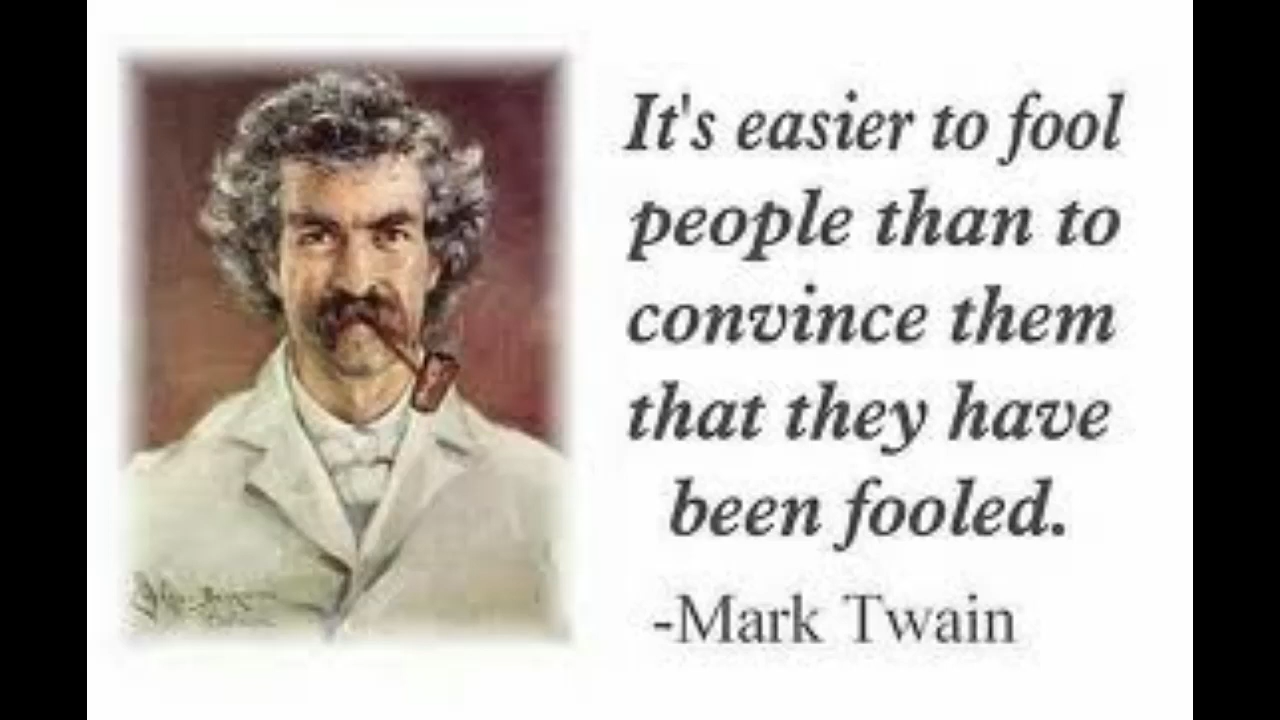 It's easier to fool
people than to
convince them
that they have
been fooled.
-Mark Twain